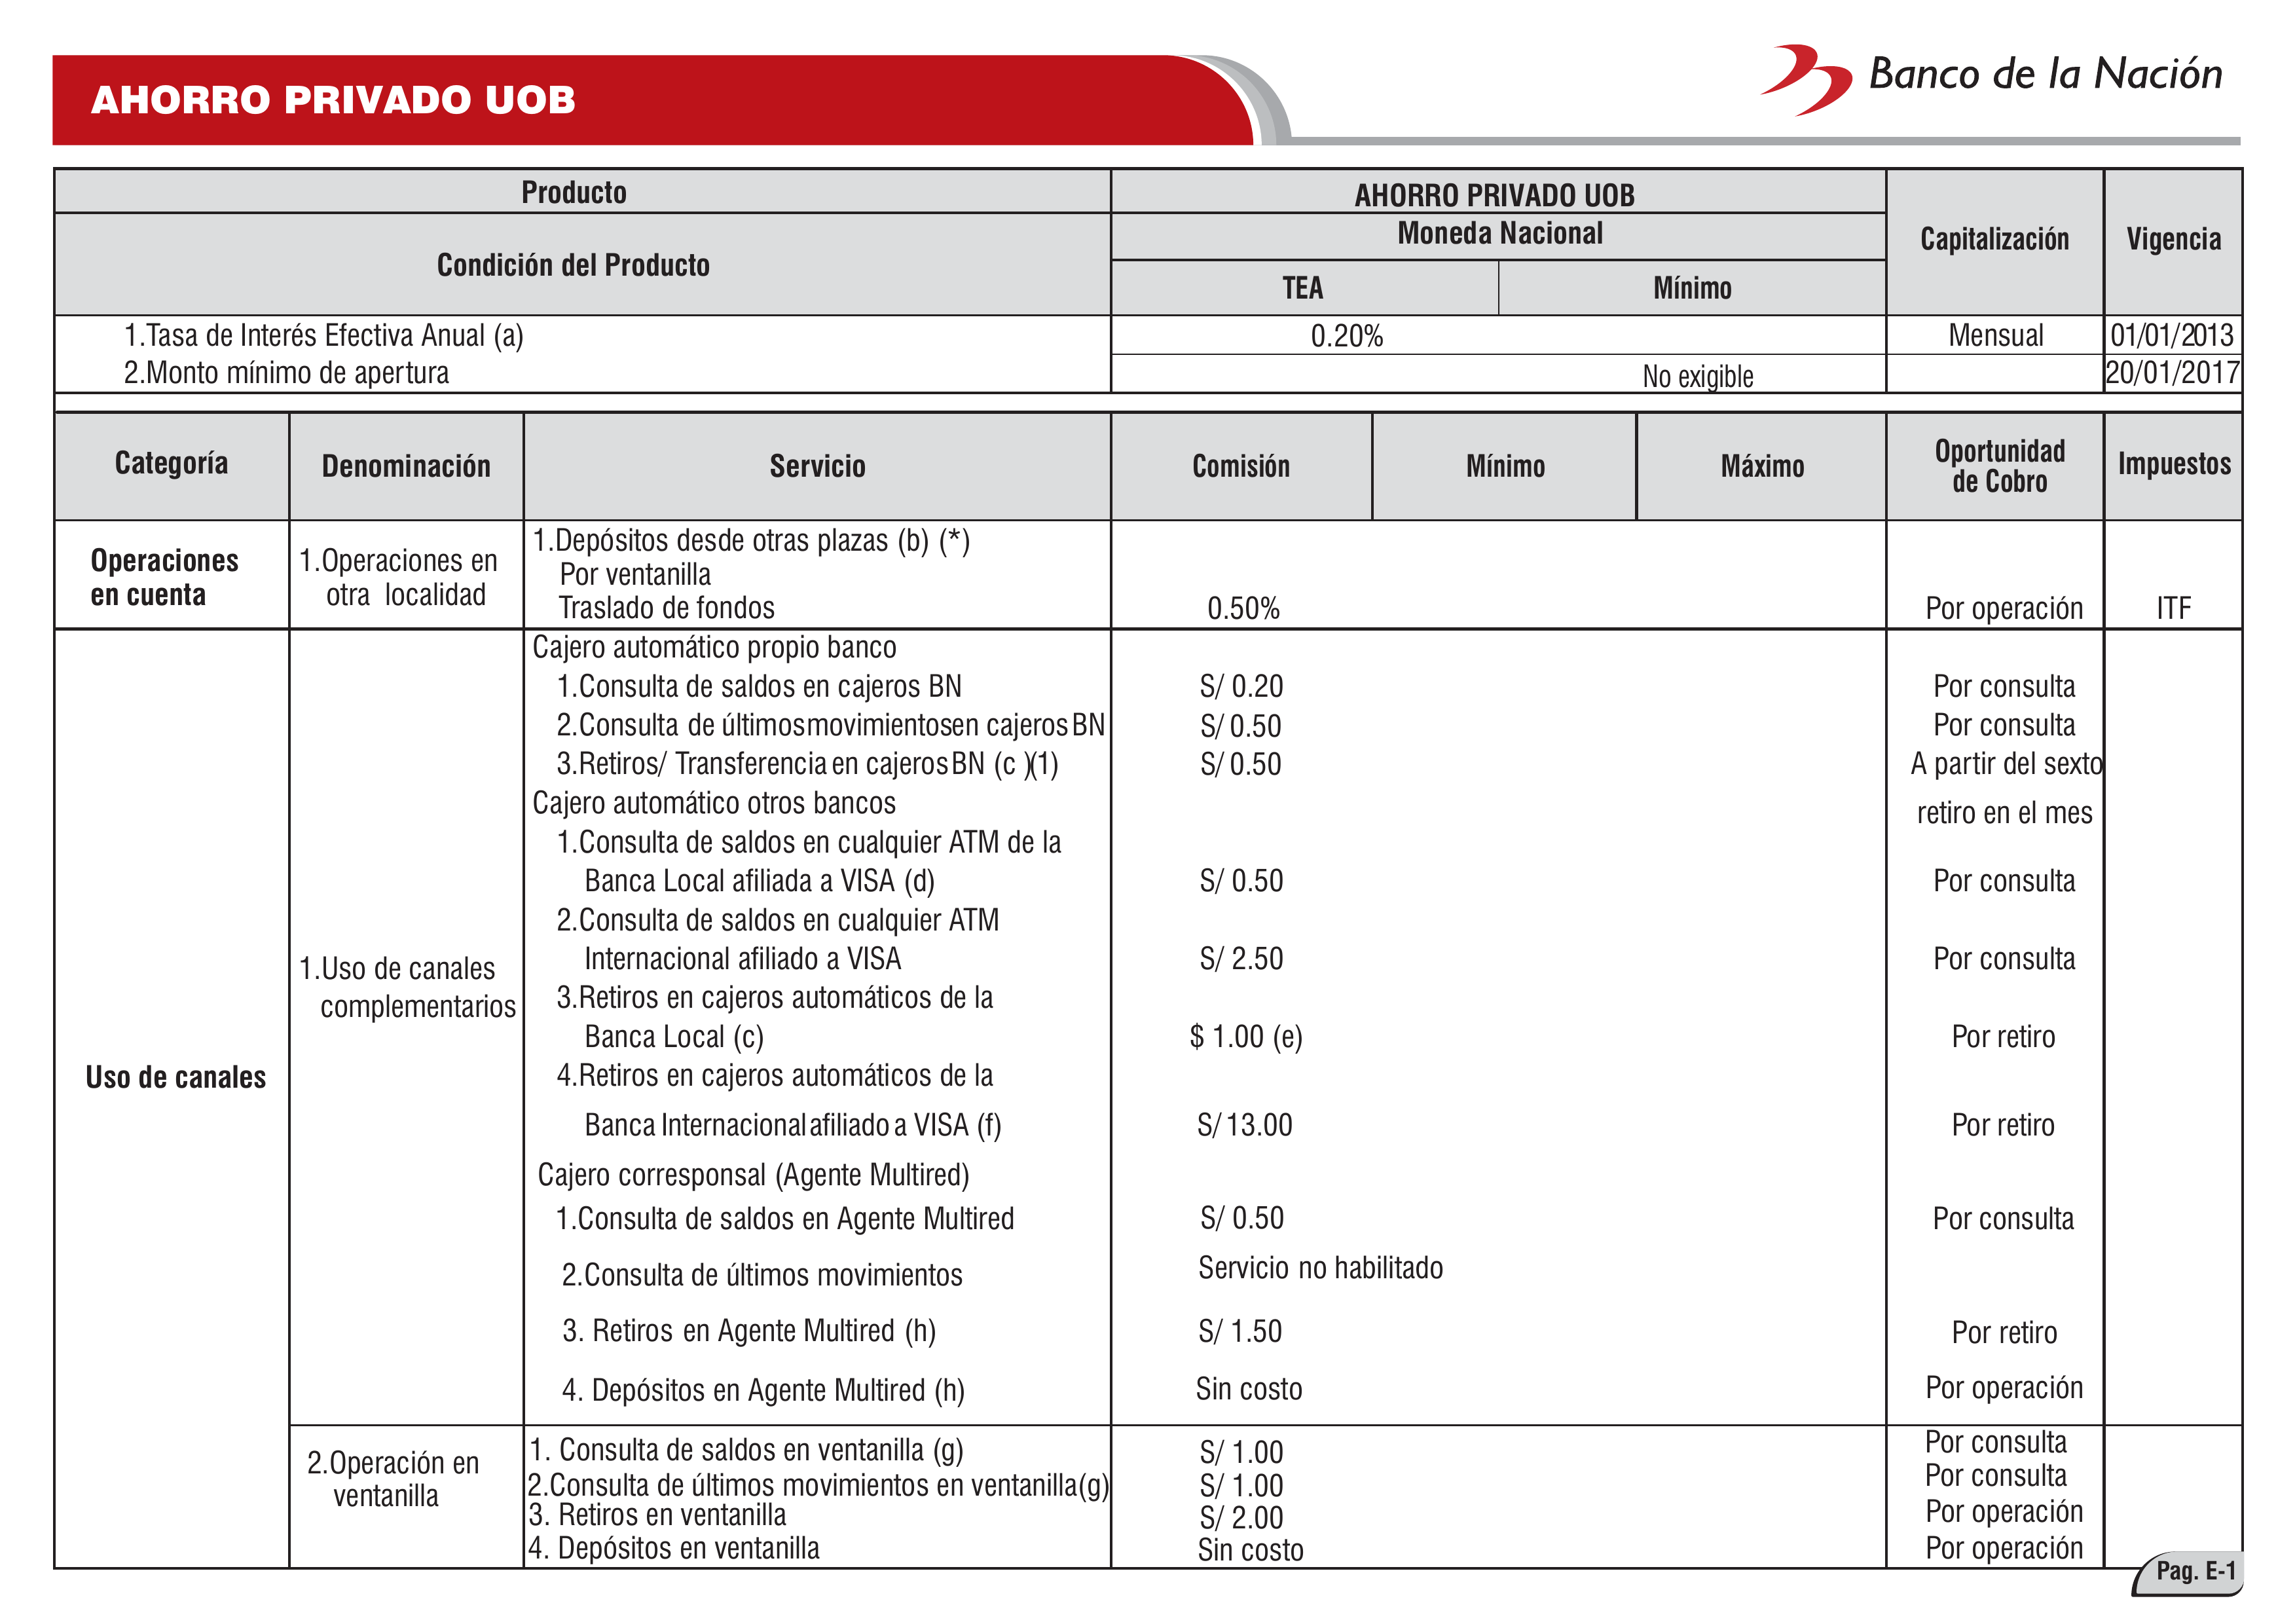 AHORRO PRIVADO UOB
Banco de la Nación
Producto
AHORRO PRIVADO UOB
Capitalización
Vigencia
Condición del Producto
Moneda Nacional
TEA
Mínimo
1.Tasa de Interés Efectiva Anual (a)
0.20%
Mensual
01/01/2013
2.Monto mínimo de apertura
No exigible
20/01/2017
Categoría
Denominación
Servicio
Comisión
Mínimo
Máximo
Oportunidad
de Cobro
Impuestos
Operaciones
en cuenta
1.Operaciones en
otra localidad
1.Depósitos desde otras plazas (b) (*)
Por ventanilla
Traslado de fondos
0.50%
Por operación
ITF
Uso de canales
1.Uso de canales
complementarios
Cajero automático propio banco
1.Consulta de saldos en cajeros BN
S/ 0.20
Por consulta
2.Consulta de últimos movimientos en cajeros BN
S/ 0.50
Por consulta
3.Retiros/ Transferencia en cajeros BN (c )(1)
S/ 0.50
A partir del sexto
retiro en el mes
Cajero automático otros bancos
1.Consulta de saldos en cualquier ATM de la
Banca Local afiliada a VISA (d)
S/ 0.50
Por consulta
2.Consulta de saldos en cualquier ATM
Internacional afiliado a VISA
S/ 2.50
Por consulta
3.Retiros en cajeros automáticos de la
Banca Local (c)
$ 1.00 (e)
Por retiro
4.Retiros en cajeros automáticos de la
Banca Internacional afiliado a VISA (f)
S/ 13.00
Por retiro
Cajero corresponsal (Agente Multired)
1.Consulta de saldos en Agente Multired
S/ 0.50
Por consulta
2.Consulta de últimos movimientos
Servicio no habilitado
3. Retiros en Agente Multired (h)
S/ 1.50
Por retiro
4. Depósitos en Agente Multired (h)
Sin costo
Por operación
2.Operación en
ventanilla
1. Consulta de saldos en ventanilla (g)
S/ 1.00
Por consulta
2.Consulta de últimos movimientos en ventanilla(g)
S/ 1.00
Por consulta
3. Retiros en ventanilla
S/ 2.00
Por operación
4. Depósitos en ventanilla
Sin costo
Por operación
Pag. E-1